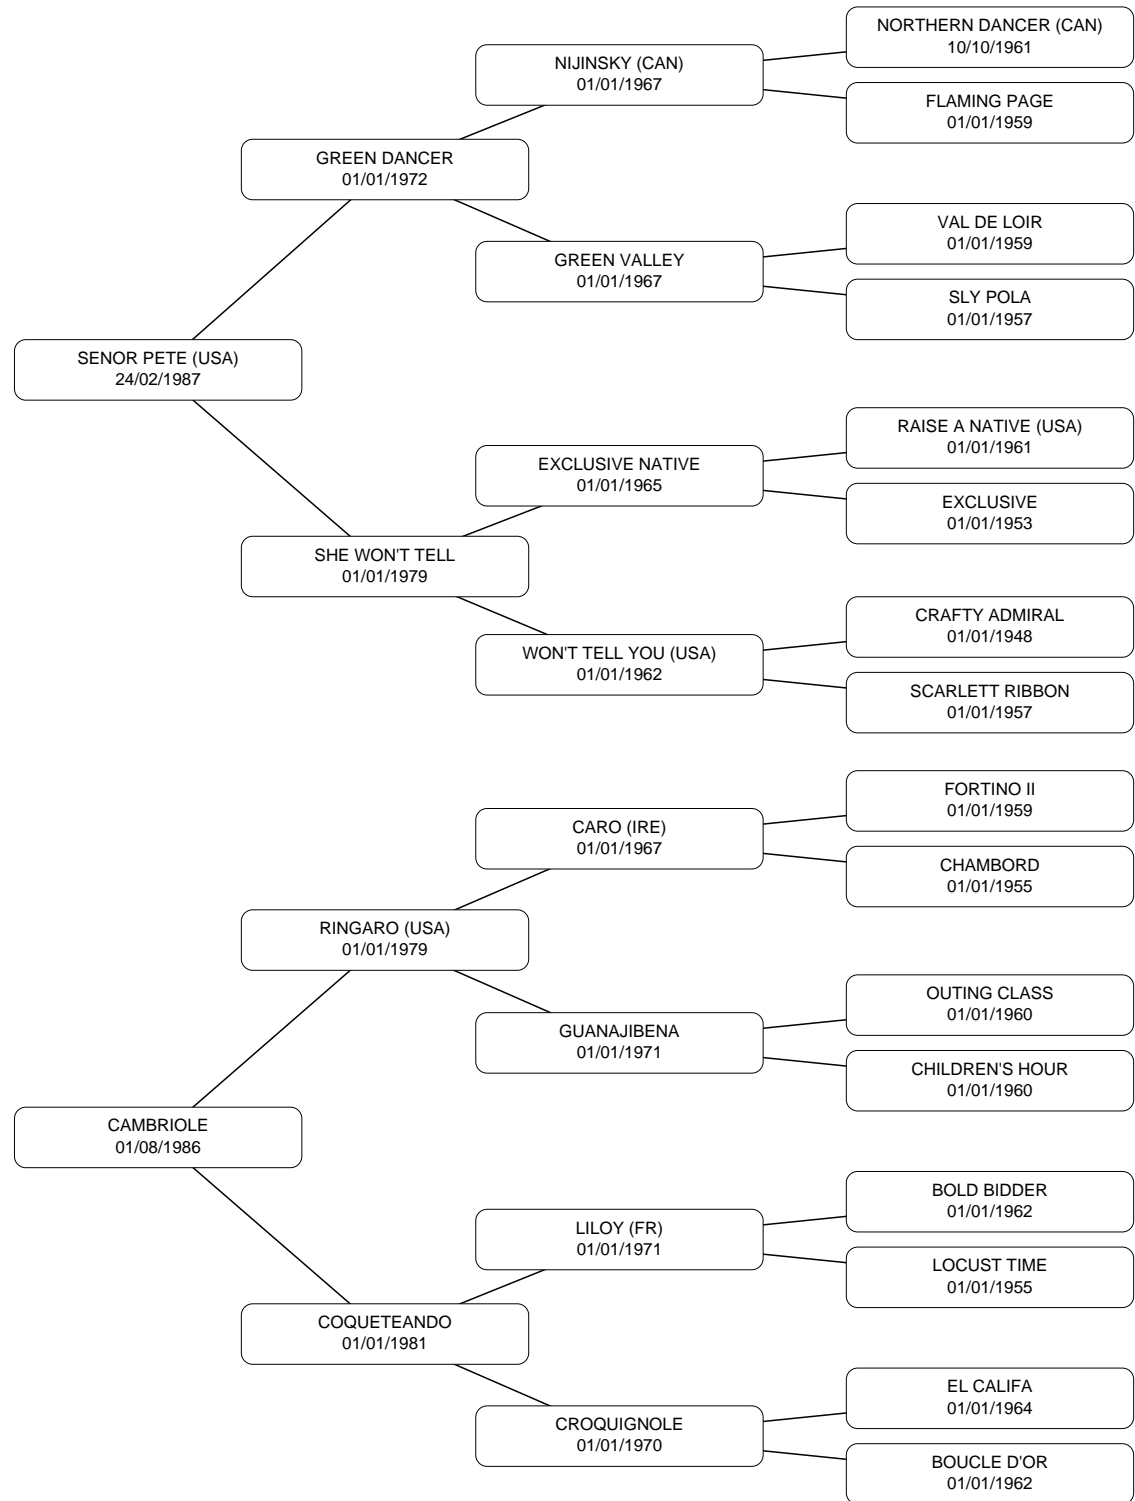 NORTHERN DANCER (CAN)
10/10/1961
NIJINSKY (CAN)
01/01/1967
FLAMING PAGE
01/01/1959
GREEN DANCER
01/01/1972
VAL DE LOIR
01/01/1959
GREEN VALLEY
01/01/1967
SLY POLA
01/01/1957
SENOR PETE (USA)
24/02/1987
RAISE A NATIVE (USA)
01/01/1961
EXCLUSIVE NATIVE
01/01/1965
EXCLUSIVE
01/01/1953
SHE WON'T TELL
01/01/1979
CRAFTY ADMIRAL
01/01/1948
WON'T TELL YOU (USA)
01/01/1962
SCARLETT RIBBON
01/01/1957
FORTINO II
01/01/1959
CARO (IRE)
01/01/1967
CHAMBORD
01/01/1955
RINGARO (USA)
01/01/1979
OUTING CLASS
01/01/1960
GUANAJIBENA
01/01/1971
CHILDREN'S HOUR
01/01/1960
CAMBRIOLE
01/08/1986
BOLD BIDDER
01/01/1962
LILOY (FR)
01/01/1971
LOCUST TIME
01/01/1955
COQUETEANDO
01/01/1981
EL CALIFA
01/01/1964
CROQUIGNOLE
01/01/1970
BOUCLE D'OR
01/01/1962